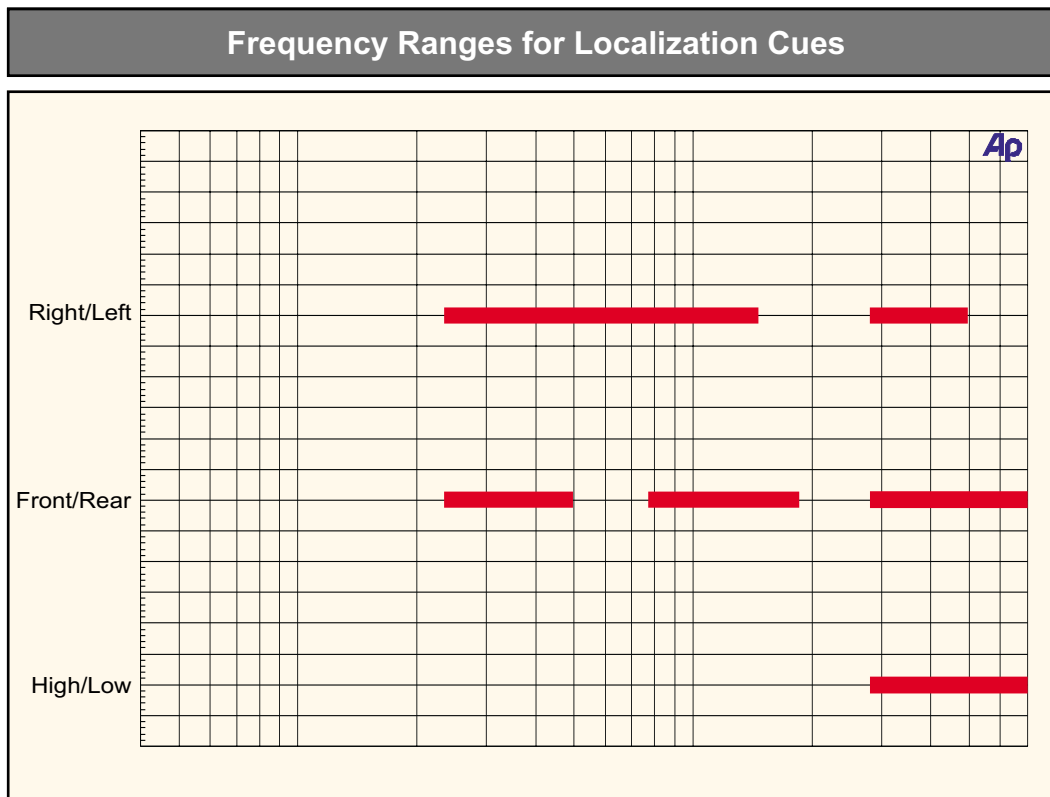 Frequency Ranges for Localization Cues
Ap
Right/Left
Front/Rear
High/Low